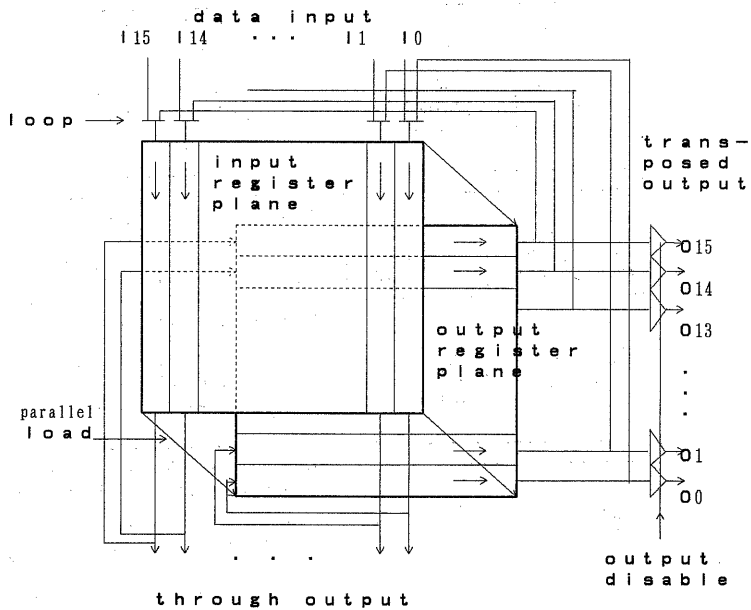 data input
I15 I14 ··· I1 I0
loop
input
register
plane
trans-
posed
output
O15
O14
O13
output
register
plane
·
·
·
parallel
load
O1
O0
· · ·
output
disable
through output